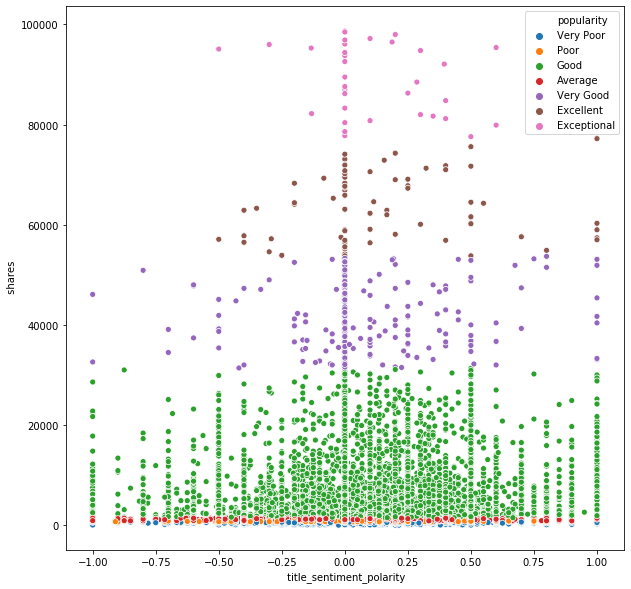 popularity
Very Poor
Poor
Good
Average
Very Good
Excellent
Exceptional
100000
80000
60000
40000
20000
0
shares
−1.00
−0.75
−0.50
−0.25
0.00
0.25
0.50
0.75
1.00
title_sentiment_polarity